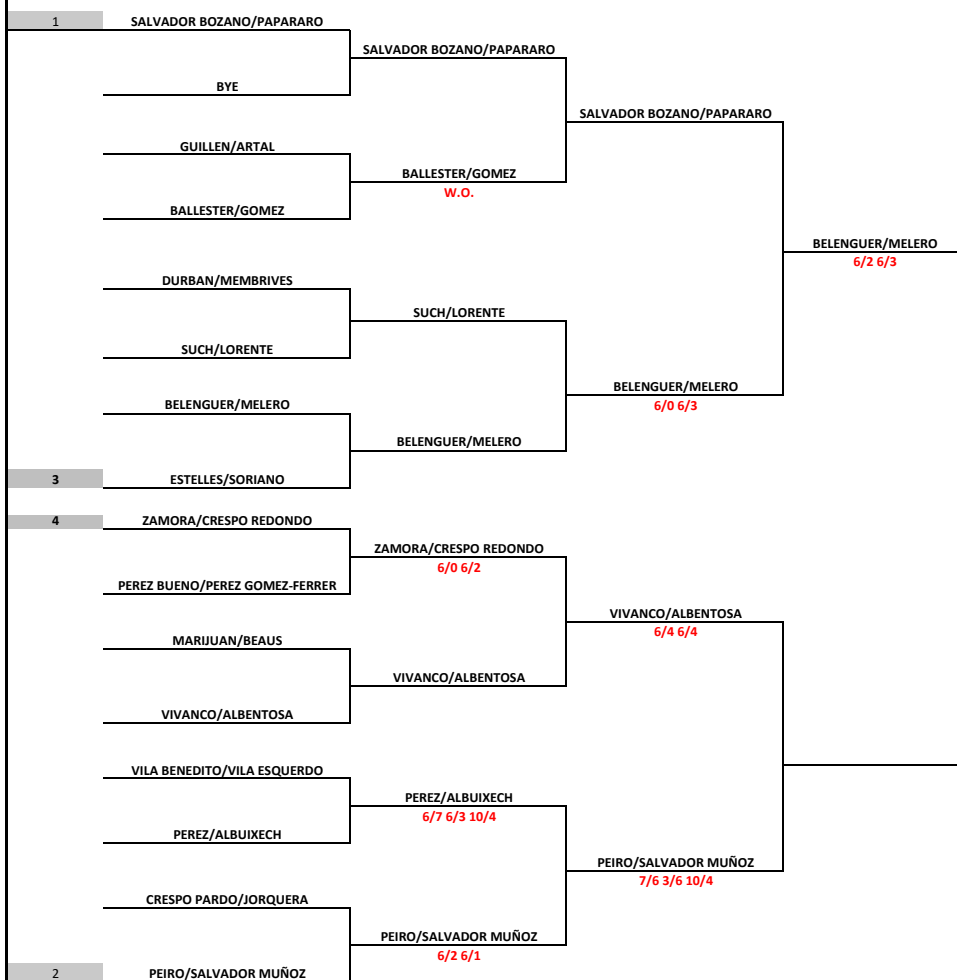 1 SALVADOR BOZANO/PAPARARO
SALVADOR BOZANO/PAPARARO
BYE
SALVADOR BOZANO/PAPARARO
GUILLEN/ARTAL
BALLESTER/GOMEZ
W.O.
BALLESTER/GOMEZ
BELENGUER/MELERO
6/2 6/3
DURBAN/MEMBRIVES
SUCH/LORENTE
SUCH/LORENTE
BELENGUER/MELERO
6/0 6/3
BELENGUER/MELERO
BELENGUER/MELERO
3 ESTELLES/SORIANO
4 ZAMORA/CRESPO REDONDO
ZAMORA/CRESPO REDONDO
6/0 6/2
PEREZ BUENO/PEREZ GOMEZ-FERRER
VIVANCO/ALBENTOSA
6/4 6/4
MARIJUAN/BEAUS
VIVANCO/ALBENTOSA
VIVANCO/ALBENTOSA
VILA BENEDITO/VILA ESQUERDO
PEREZ/ALBUIXECH
6/7 6/3 10/4
PEREZ/ALBUIXECH
PEIRO/SALVADOR MUÑOZ
7/6 3/6 10/4
CRESPO PARDO/JORQUERA
PEIRO/SALVADOR MUÑOZ
6/2 6/1
2 PEIRO/SALVADOR MUÑOZ